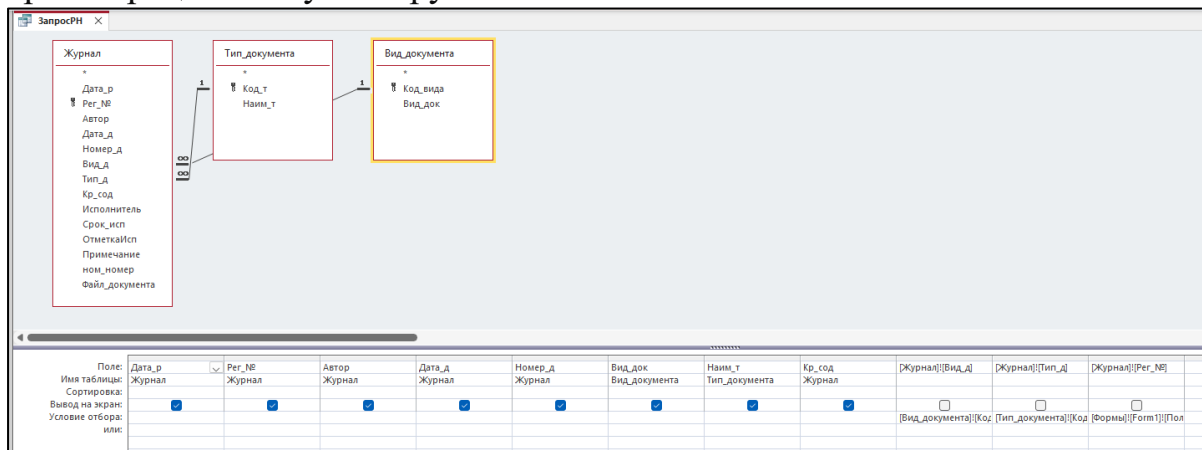 ЗапросРН
Журнал
*
Дата_р
Рег_№
Автор
Дата_д
Номер_д
Вид_д
Тип_д
Кр_сод
Исполнитель
Срок_исп
ОтметкаИсп
Примечание
ном_номер
Файл_документа
Тип_документа
*
Код_т
Наим_т
Вид_документа
*
Код_вида
Вид_док
1
1
∞
∞
Поле: Дата_р Рег_№ Автор Дата_д Номер_д Вид_док Наим_т Кр_сод [Журнал]![Вид_д] [Журнал]![Тип_д] [Журнал]![Рег_№]
Имя таблицы: Журнал Журнал Журнал Журнал Журнал Вид_документа Тип_документа Журнал
Сортировка:
Вывод на экран:
Условие отбора: [Вид_документа]![Код [Тип_документа]![Код [Формы]![Form1]![Пол
или: